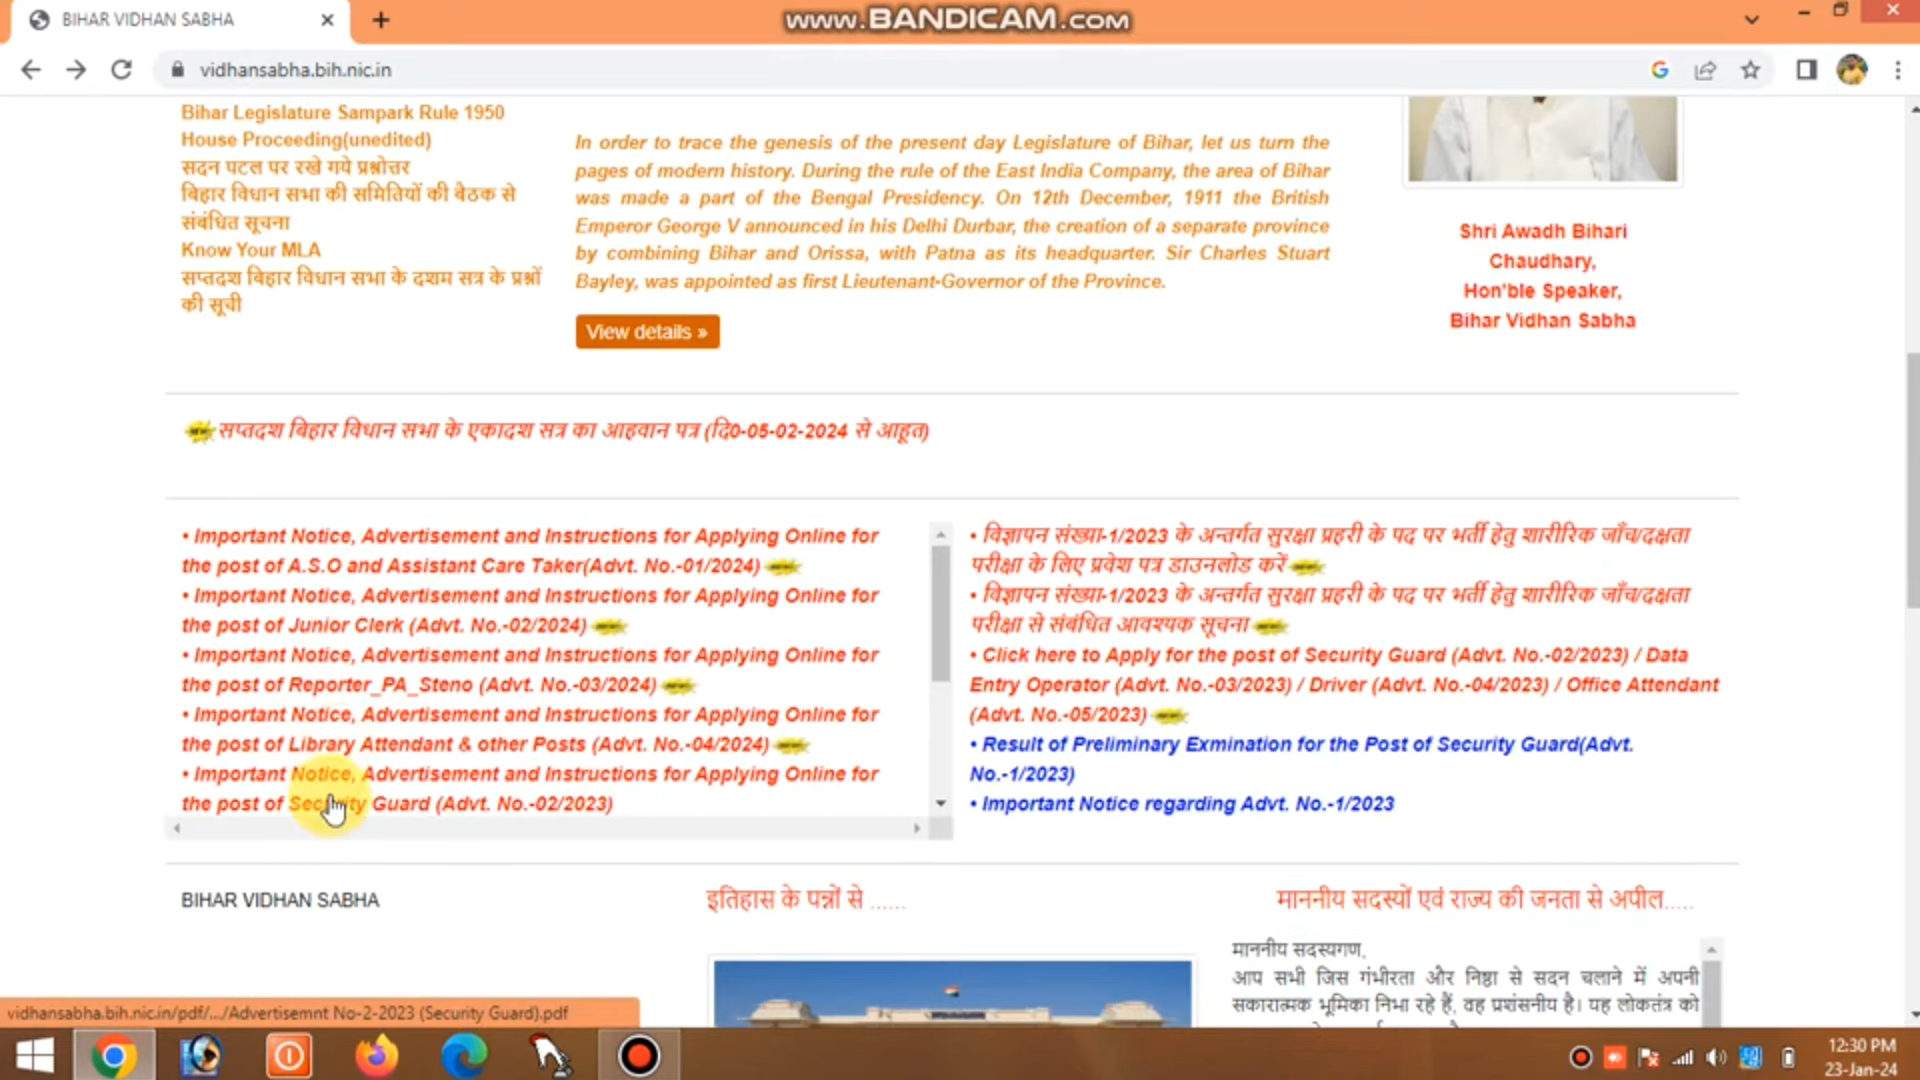 BIHAR VIDHAN SABHA
www.BANDICAM.com
vidhansabha.bih.nic.in
Bihar Legislature Sampark Rule 1950
House Proceeding(unedited)
सदन पटल पर रखे गये प्रश्नोत्तर
बिहार विधान सभा की समितियों की बैठक से
संबंधित सूचना
Know Your MLA
सप्तदश बिहार विधान सभा के दशम सत्र के प्रश्नों
की सूची
In order to trace the genesis of the present day Legislature of Bihar, let us turn the
pages of modern history. During the rule of the East India Company, the area of Bihar
was made a part of the Bengal Presidency. On 12th December, 1911 the British
Emperor George V announced in his Delhi Durbar, the creation of a separate province
by combining Bihar and Orissa, with Patna as its headquarter. Sir Charles Stuart
Bayley, was appointed as first Lieutenant-Governor of the Province.
View details »
Shri Awadh Bihari
Chaudhary,
Hon'ble Speaker,
Bihar Vidhan Sabha
सप्तदश बिहार विधान सभा के एकादश सत्र का आहवान पत्र (दि0-05-02-2024 से आहूत)
• Important Notice, Advertisement and Instructions for Applying Online for
the post of A.S.O and Assistant Care Taker(Advt. No.-01/2024)
• Important Notice, Advertisement and Instructions for Applying Online for
the post of Junior Clerk (Advt. No.-02/2024)
• Important Notice, Advertisement and Instructions for Applying Online for
the post of Reporter_PA_Steno (Advt. No.-03/2024)
• Important Notice, Advertisement and Instructions for Applying Online for
the post of Library Attendant & other Posts (Advt. No.-04/2024)
• Important Notice, Advertisement and Instructions for Applying Online for
the post of Security Guard (Advt. No.-02/2023)
• विज्ञापन संख्या-1/2023 के अन्तर्गत सुरक्षा प्रहरी के पद पर भर्ती हेतु शारीरिक जाँच/दक्षता
परीक्षा के लिए प्रवेश पत्र डाउनलोड करें
• विज्ञापन संख्या-1/2023 के अन्तर्गत सुरक्षा प्रहरी के पद पर भर्ती हेतु शारीरिक जाँच/दक्षता
परीक्षा से संबंधित आवश्यक सूचना
• Click here to Apply for the post of Security Guard (Advt. No.-02/2023) / Data
Entry Operator (Advt. No.-03/2023) / Driver (Advt. No.-04/2023) / Office Attendant
(Advt. No.-05/2023)
• Result of Preliminary Exmination for the Post of Security Guard(Advt.
No.-1/2023)
• Important Notice regarding Advt. No.-1/2023
BIHAR VIDHAN SABHA
इतिहास के पन्नों से ......
माननीय सदस्यों एवं राज्य की जनता से अपील.....
माननीय सदस्यगण,
आप सभी जिस गंभीरता और निष्ठा से सदन चलाने में अपनी
सकारात्मक भूमिका निभा रहे हैं, वह प्रशंसनीय है। यह लोकतंत्र को
vidhansabha.bih.nic.in/pdf/.../Advertisemnt No-2-2023 (Security Guard).pdf
12:30 PM
23-Jan-24